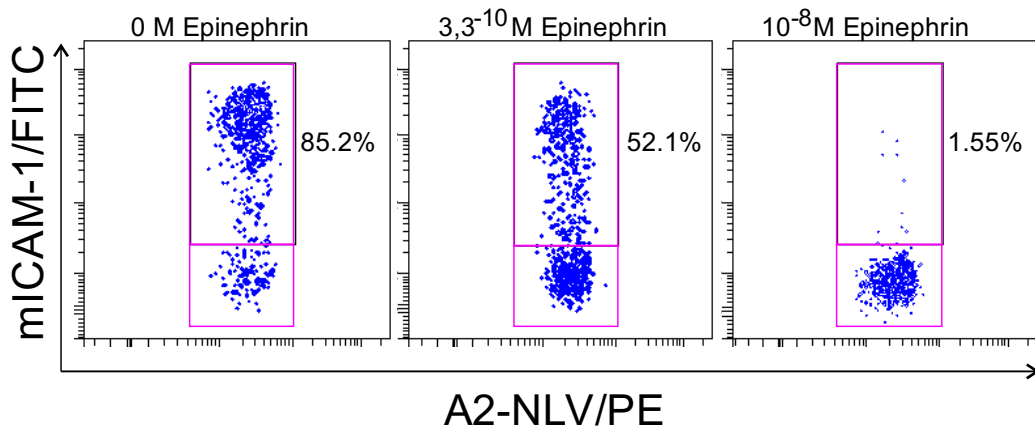 0 M Epinephrin
3,3-10 M Epinephrin
10-8M Epinephrin
mICAM-1/FITC
85.2%
52.1%
1.55%
A2-NLV/PE